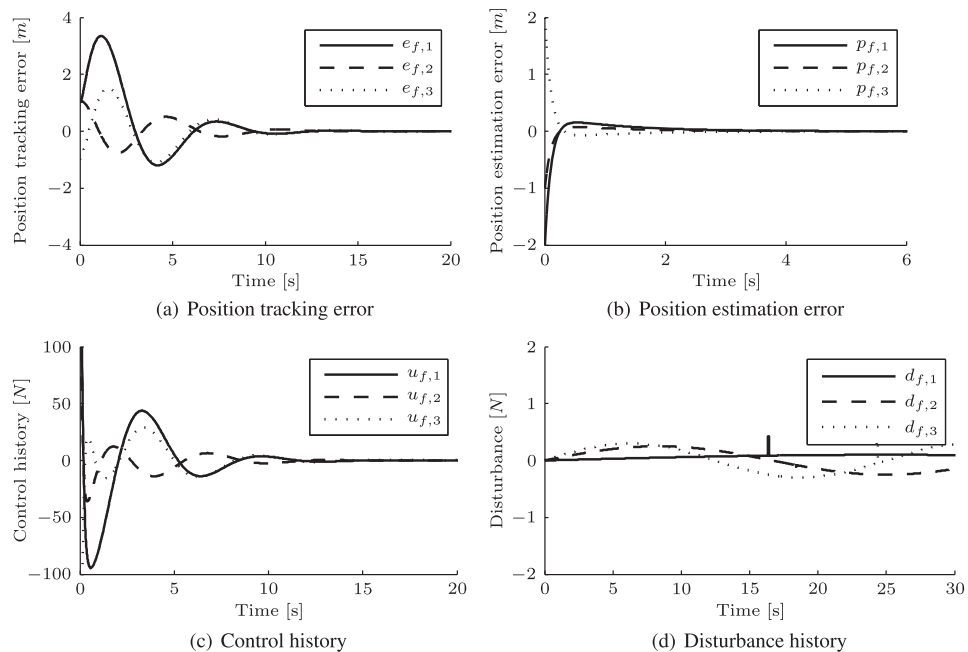 Position tracking error [m]
4
2
0
−2
−4
0
5
10
15
20
Time [s]
e_{f,1}
e_{f,2}
e_{f,3}
(a) Position tracking error
Position estimation error [m]
2
1
0
−1
−2
0
2
4
6
Time [s]
p_{f,1}
p_{f,2}
p_{f,3}
(b) Position estimation error
Control history [N]
100
50
0
−50
−100
0
5
10
15
20
Time [s]
u_{f,1}
u_{f,2}
u_{f,3}
(c) Control history
Disturbance [N]
2
1
0
−1
−2
0
5
10
15
20
25
30
Time [s]
d_{f,1}
d_{f,2}
d_{f,3}
(d) Disturbance history